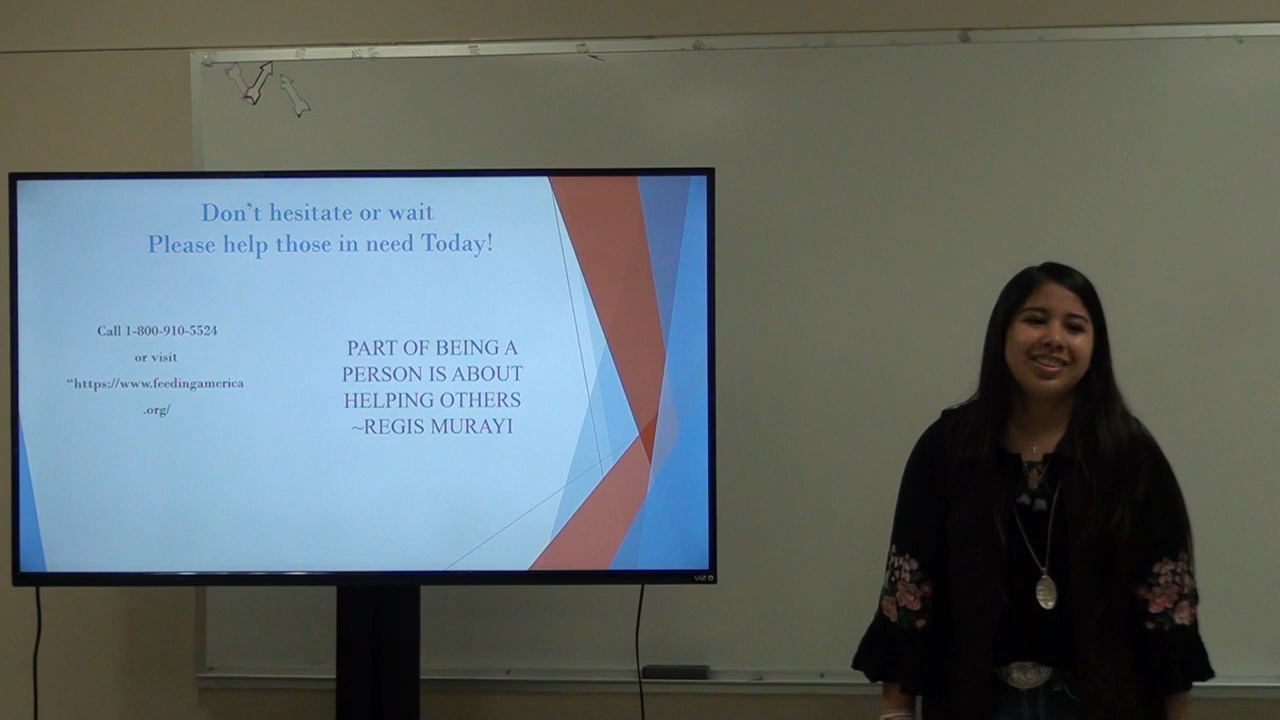 Don't hesitate or wait
Please help those in need Today!
Call 1-800-910-5524
or visit
“https://www.feedingamerica
.org/
PART OF BEING A
PERSON IS ABOUT
HELPING OTHERS
~REGIS MURAYI
VIZIO